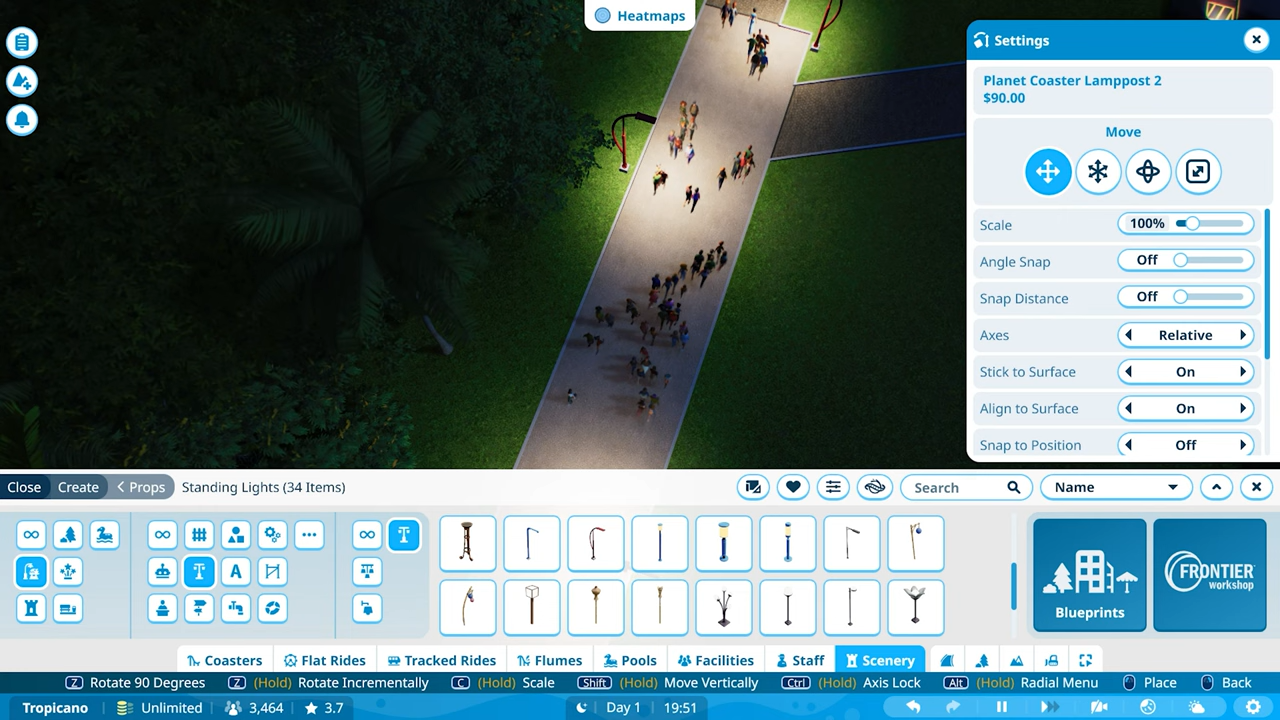 Heatmaps
Settings
Planet Coaster Lamppost 2
$90.00
Move
Scale 100%
Angle Snap Off
Snap Distance Off
Axes Relative
Stick to Surface On
Align to Surface On
Snap to Position Off
Close Create Props Standing Lights (34 Items) Search Name
Blueprints
FRONTIER
workshop
Coasters Flat Rides Tracked Rides Flumes Pools Facilities Staff Scenery
Z Rotate 90 Degrees Z (Hold) Rotate Incrementally C (Hold) Scale Shift (Hold) Move Vertically Ctrl (Hold) Axis Lock Alt (Hold) Radial Menu Place Back
Tropicano Unlimited 3,464 3.7 Day 1 19:51